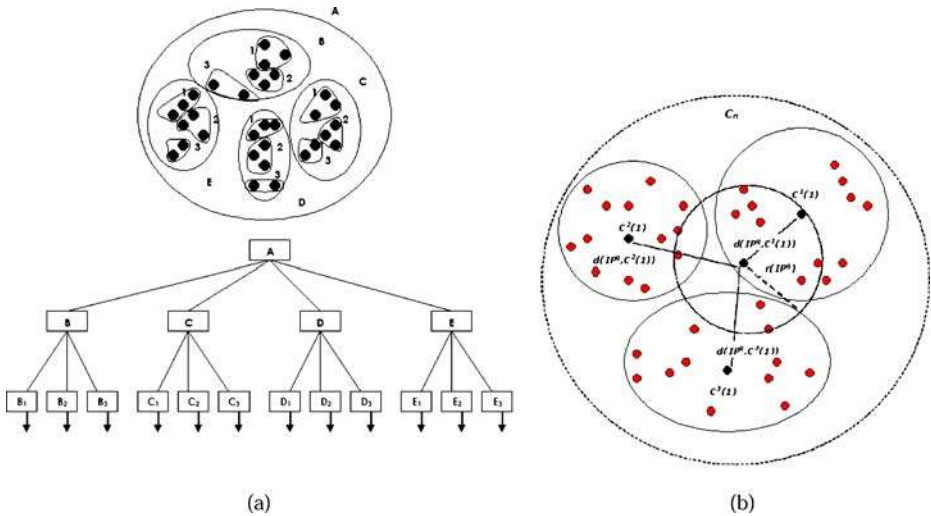 A
B
1
2
3
C
1
2
3
1
2
3
1
2
3
E
D
A
B C D E
B1 B2 B3 C1 C2 C3 D1 D2 D3 E1 E2 E3
(a)
Cn
C¹(1)
C²(1)
d(IPq,C¹(1))
d(IPq,C²(1))
r(IPq)
d(IPq,C³(1))
C³(1)
(b)